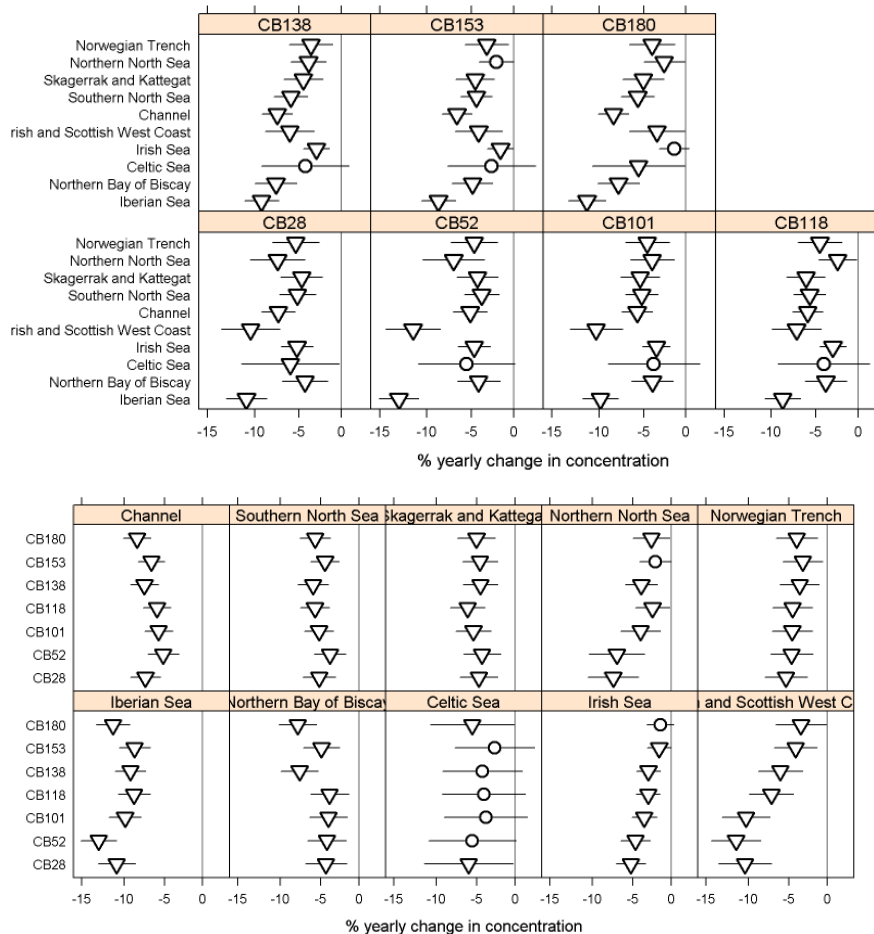 CB138 CB153 CB180
Norwegian Trench
Northern North Sea
Skagerrak and Kattegat
Southern North Sea
Channel
rish and Scottish West Coast
Irish Sea
Celtic Sea
Northern Bay of Biscay
Iberian Sea
CB28 CB52 CB101 CB118
Norwegian Trench
Northern North Sea
Skagerrak and Kattegat
Southern North Sea
Channel
rish and Scottish West Coast
Irish Sea
Celtic Sea
Northern Bay of Biscay
Iberian Sea
-15 -10 -5 0 -15 -10 -5 0 -15 -10 -5 0 -15 -10 -5 0
% yearly change in concentration
Channel Southern North Sea Skagerrak and Kattega Northern North Sea Norwegian Trench
CB180
CB153
CB138
CB118
CB101
CB52
CB28
Iberian Sea Northern Bay of Biscay Celtic Sea Irish Sea and Scottish West C
CB180
CB153
CB138
CB118
CB101
CB52
CB28
-15 -10 -5 0 -15 -10 -5 0 -15 -10 -5 0 -15 -10 -5 0 -15 -10 -5 0
% yearly change in concentration